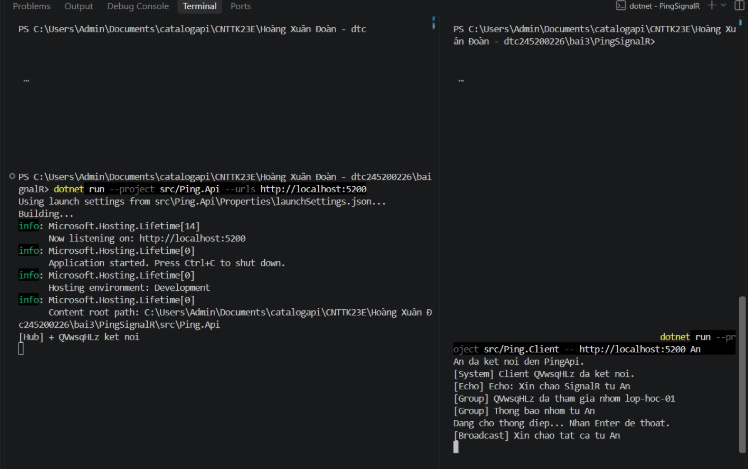 Problems Output Debug Console Terminal Ports
dotnet - PingSignalR
PS C:\Users\Admin\Documents\catalogapi\CNTTK23E\Hoàng Xuân Đoàn - dtc
...
PS C:\Users\Admin\Documents\catalogapi\CNTTK23E\Hoàng Xuân Đoàn - dtc245200226\bai
gnalR> dotnet run --project src/Ping.Api --urls http://localhost:5200
Using launch settings from src\Ping.Api\Properties\launchSettings.json...
Building...
info: Microsoft.Hosting.Lifetime[14]
Now listening on: http://localhost:5200
info: Microsoft.Hosting.Lifetime[0]
Application started. Press Ctrl+C to shut down.
info: Microsoft.Hosting.Lifetime[0]
Hosting environment: Development
info: Microsoft.Hosting.Lifetime[0]
Content root path: C:\Users\Admin\Documents\catalogapi\CNTTK23E\Hoàng Xuân Đ
c245200226\bai3\PingSignalR\src\Ping.Api
[Hub] + QVwsqHLz ket noi
PS C:\Users\Admin\Documents\catalogapi\CNTTK23E\Hoàng Xu
ân Đoàn - dtc245200226\bai3\PingSignalR>
...
dotnet run --pr
oject src/Ping.Client -- http://localhost:5200 An
An da ket noi den PingApi.
[System] Client QVwsqHLz da ket noi.
[Echo] Echo: Xin chao SignalR tu An
[Group] QVwsqHLz da tham gia nhom lop-hoc-01
[Group] Thong bao nhom tu An
Dang cho thong diep... Nhan Enter de thoat.
[Broadcast] Xin chao tat ca tu An